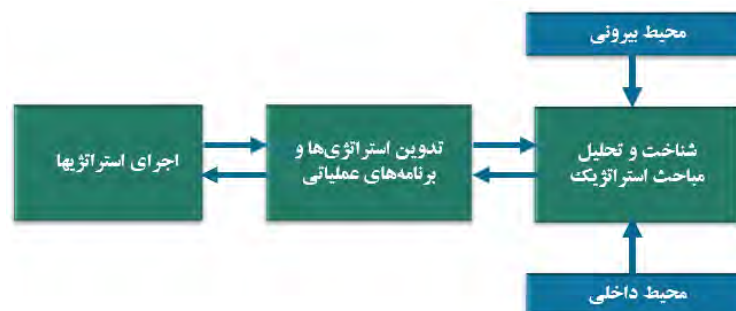 محیط بیرونی
شناخت و تحلیل
مباحث استراتژیک
تدوین استراتژی‌ها و
برنامه‌های عملیاتی
اجرای استراتژیها
محیط داخلی